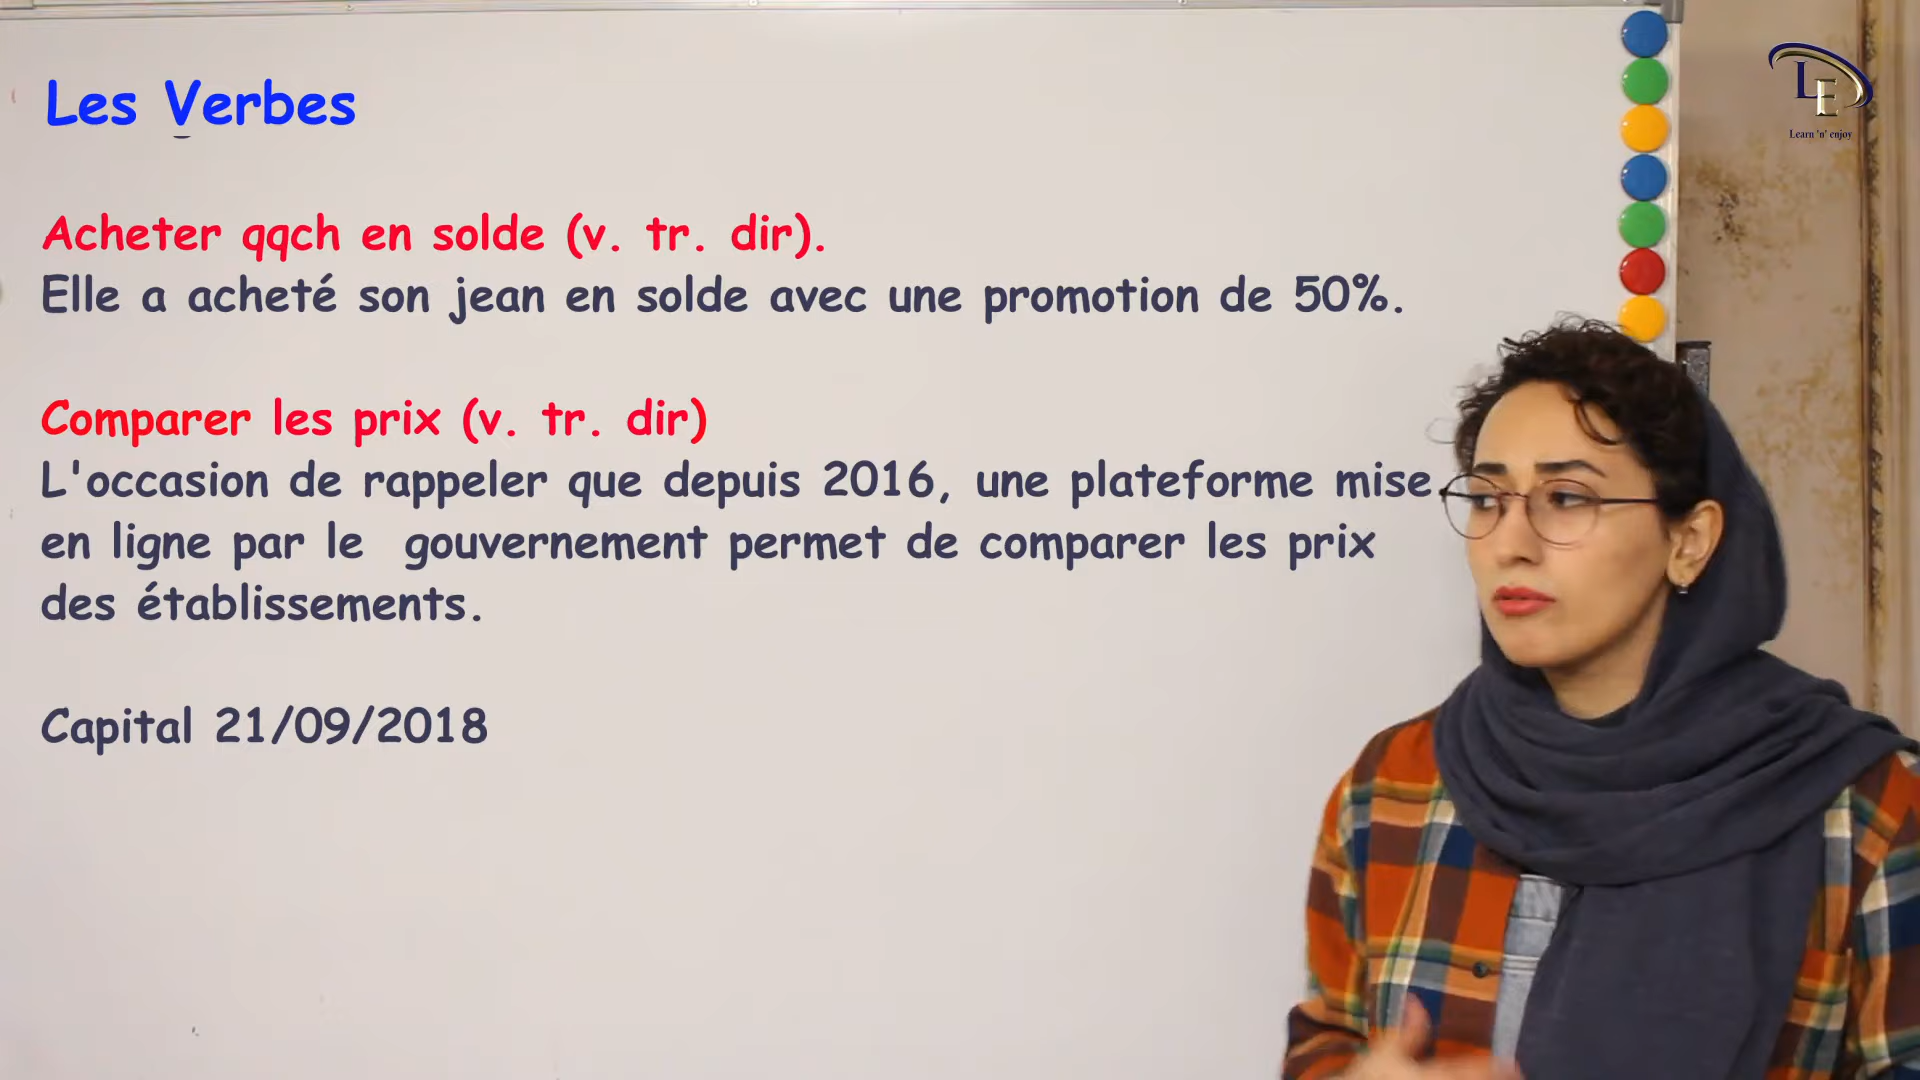 Les Verbes
Acheter qqch en solde (v. tr. dir).
Elle a acheté son jean en solde avec une promotion de 50%.
Comparer les prix (v. tr. dir)
L'occasion de rappeler que depuis 2016, une plateforme mise
en ligne par le gouvernement permet de comparer les prix
des établissements.
Capital 21/09/2018
LE
Learn 'n' enjoy